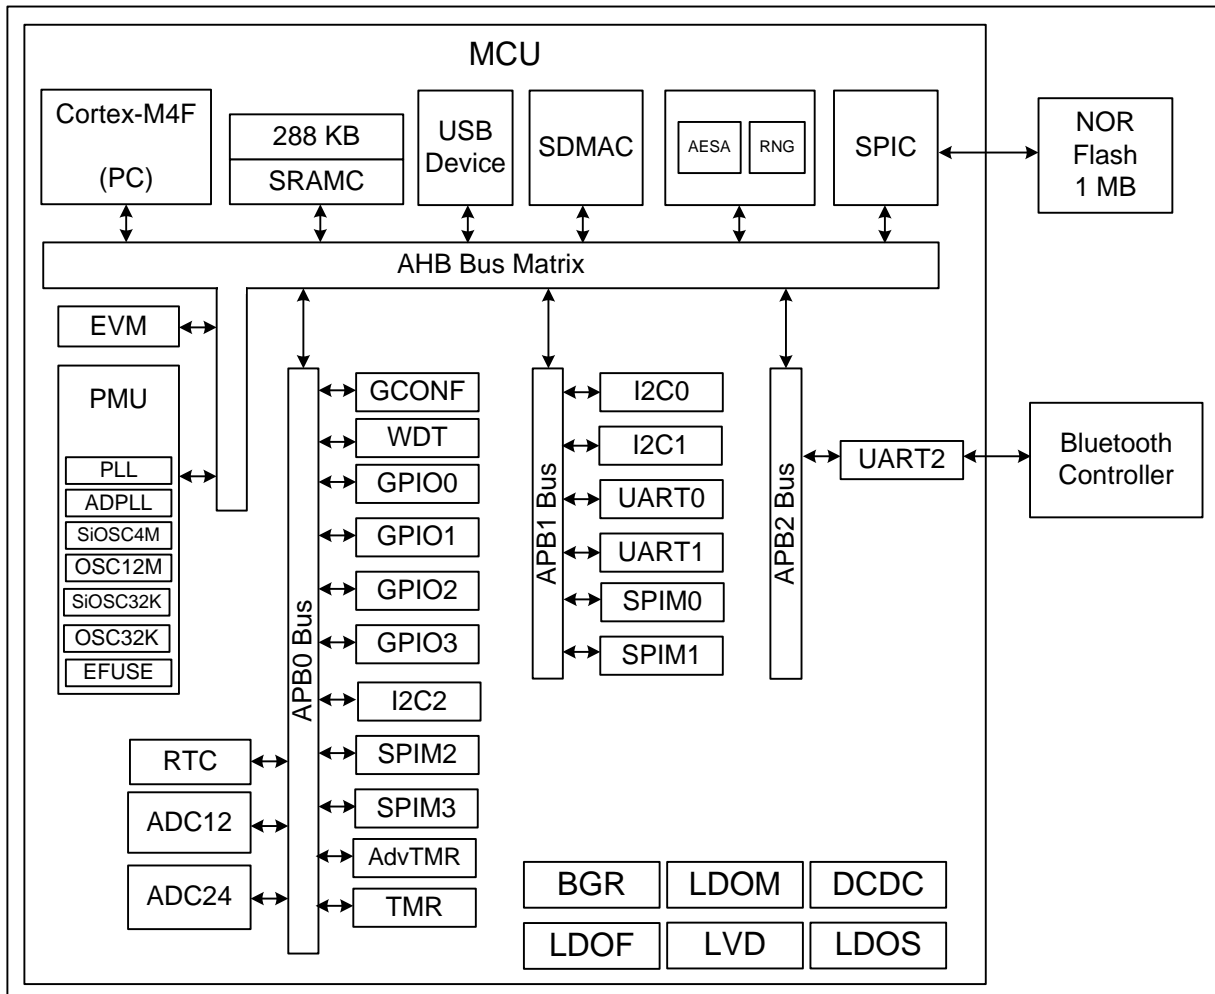 MCU
Cortex-M4F
(PC)
288 KB
SRAMC
USB
Device
SDMAC
AESA
RNG
SPIC
NOR
Flash
1 MB
AHB Bus Matrix
EVM
PMU
PLL
ADPLL
SiOSC4M
OSC12M
SiOSC32K
OSC32K
EFUSE
RTC
ADC12
ADC24
APB0 Bus
GCONF
WDT
GPIO0
GPIO1
GPIO2
GPIO3
I2C2
SPIM2
SPIM3
AdvTMR
TMR
APB1 Bus
I2C0
I2C1
UART0
UART1
SPIM0
SPIM1
APB2 Bus
UART2
Bluetooth
Controller
BGR
LDOM
DCDC
LDOF
LVD
LDOS